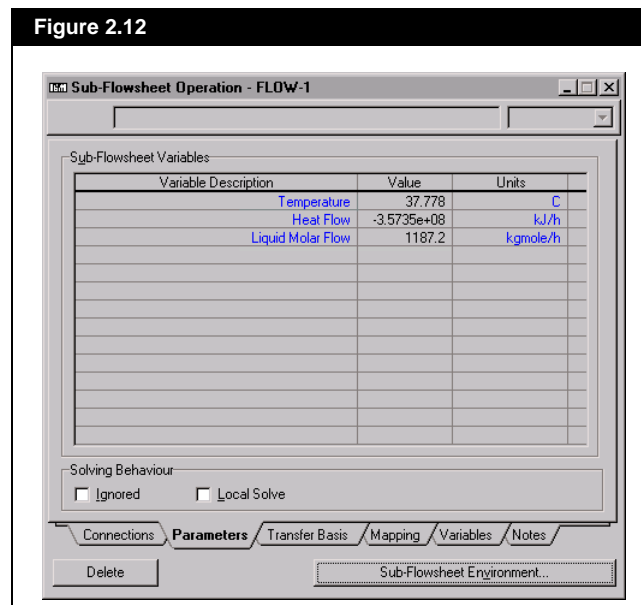 Figure 2.12
Sub-Flowsheet Operation - FLOW-1
Sub-Flowsheet Variables
Variable Description Value Units
Temperature 37.778 C
Heat Flow -3.5735e+08 kJ/h
Liquid Molar Flow 1187.2 kgmole/h
Solving Behaviour
Ignored Local Solve
Connections Parameters Transfer Basis Mapping Variables Notes
Delete Sub-Flowsheet Environment...